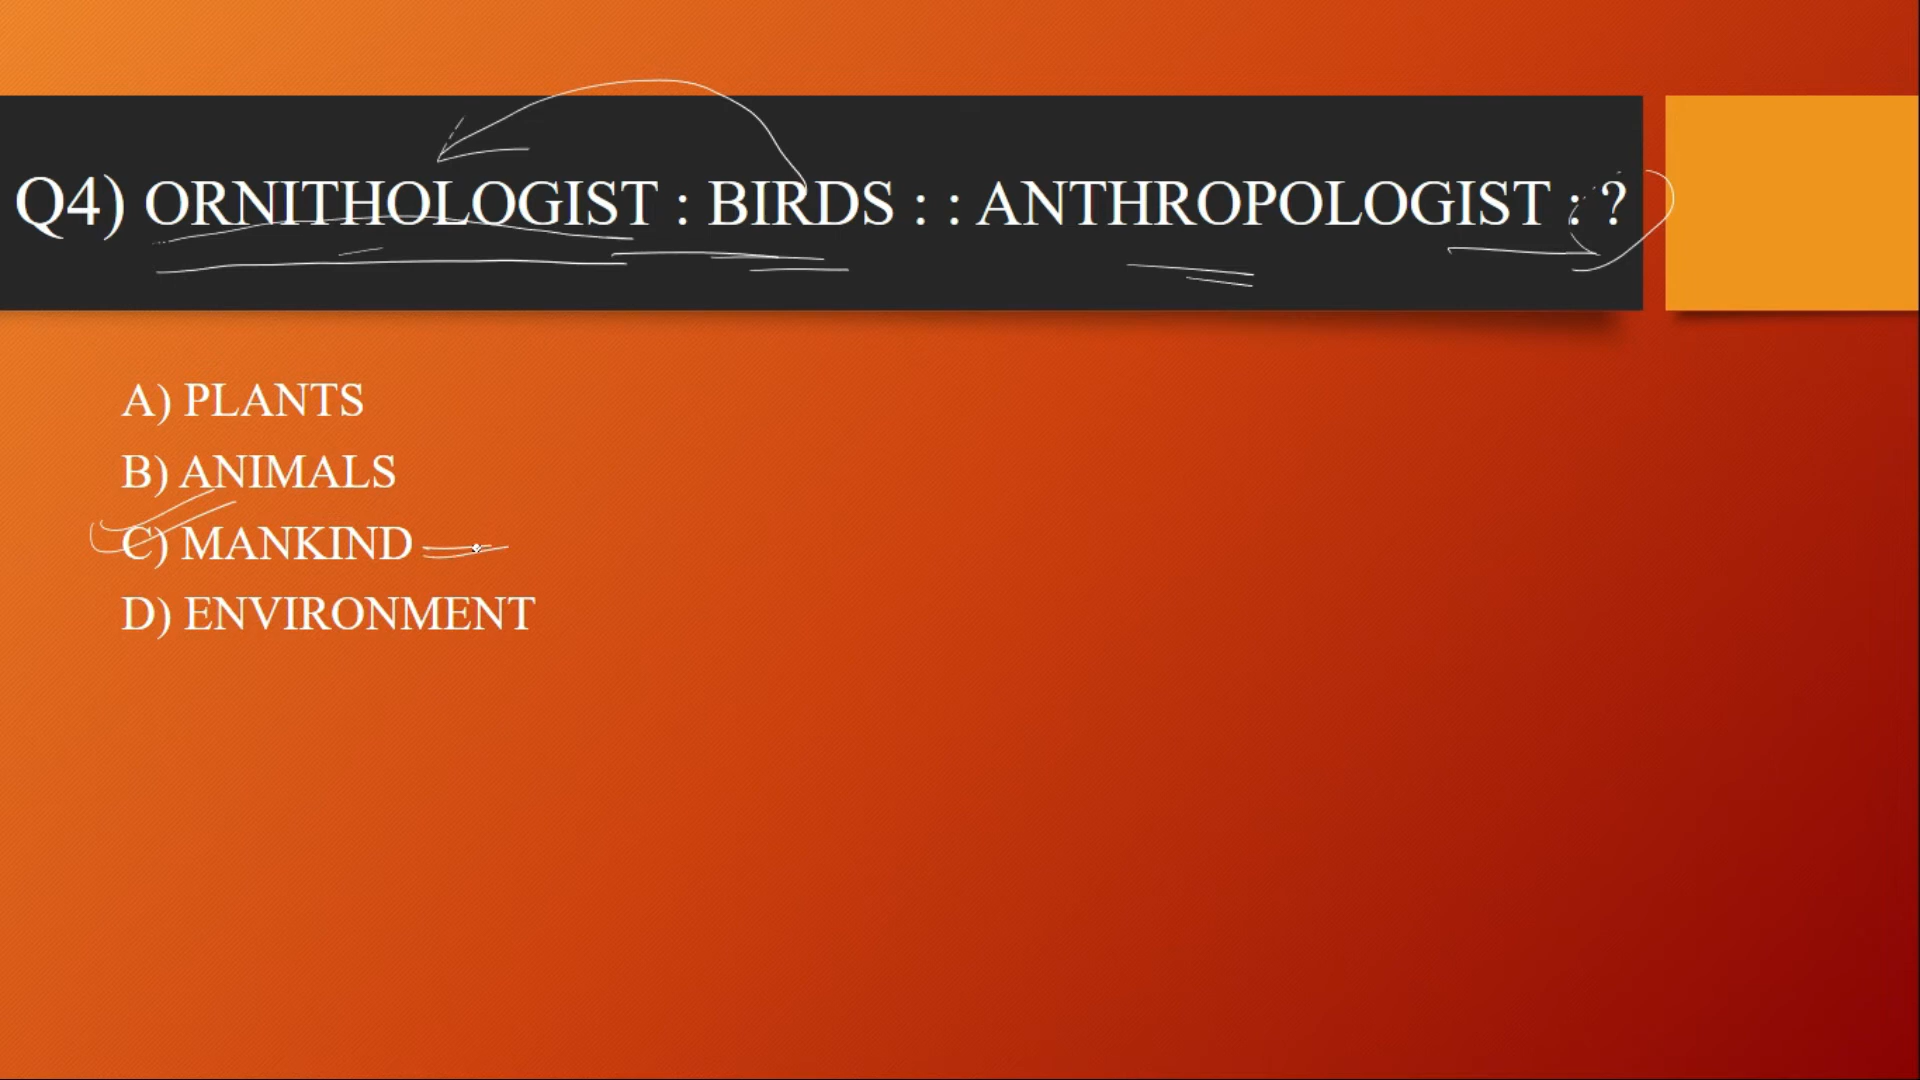 Q4) ORNITHOLOGIST : BIRDS : : ANTHROPOLOGIST : ?
A) PLANTS
B) ANIMALS
C) MANKIND
D) ENVIRONMENT